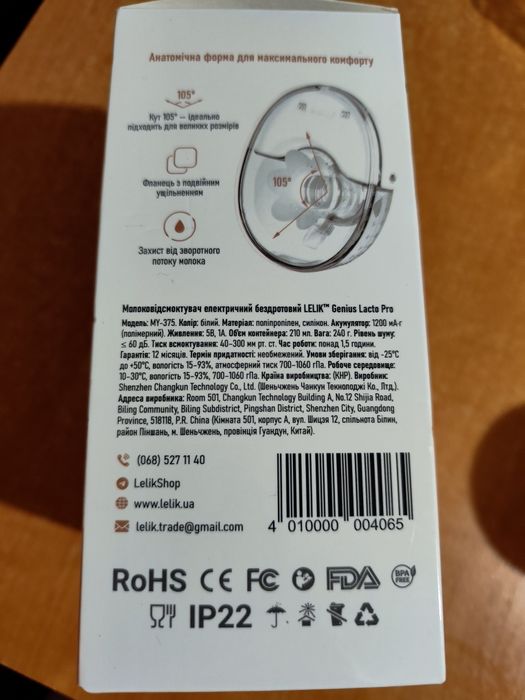 Анатомічна форма для максимального комфорту
105°
Кут 105° — ідеально
підходить для великих розмірів
Фланець з подвійним
ущільненням
Захист від зворотного
потоку молока
105°
Молоковідсмоктувач електричний бездротовий LELIK™ Genius Lacto Pro
Модель: MY-375. Колір: білий. Матеріал: поліпропілен, силікон. Акумулятор: 1200 мА·г
(полімерний). Живлення: 5В, 1А. Об'єм контейнера: 210 мл. Вага: 240 г. Рівень шуму:
≤ 60 дБ. Тиск всмоктування: 40-300 мм рт. ст. Час роботи: понад 1,5 години.
Гарантія: 12 місяців. Термін придатності: необмежений. Умови зберігання: від -25°C
до +50°C, вологість 15-93%, атмосферний тиск 700-1060 гПа. Робоче середовище:
10-30°C, вологість 15-93%, 700-1060 гПа. Країна виробництва: (КНР). Виробник:
Shenzhen Changkun Technology Co., Ltd. (Шеньчжень Чанкун Текнолоджі Ко., Лтд.).
Адреса виробника: Room 501, Changkun Technology Building A, No.12 Shijia Road,
Biling Community, Biling Subdistrict, Pingshan District, Shenzhen City, Guangdong
Province, 518118, P.R. China (Кімната 501, корпус А, вул. Шицзя 12, спільнота Білин,
район Піншань, м. Шеньчжень, провінція Гуандун, Китай).
(068) 527 11 40
LelikShop
www.lelik.ua
lelik.trade@gmail.com
4 010000 004065
RoHS CE FC FDA BPA FREE
IP22